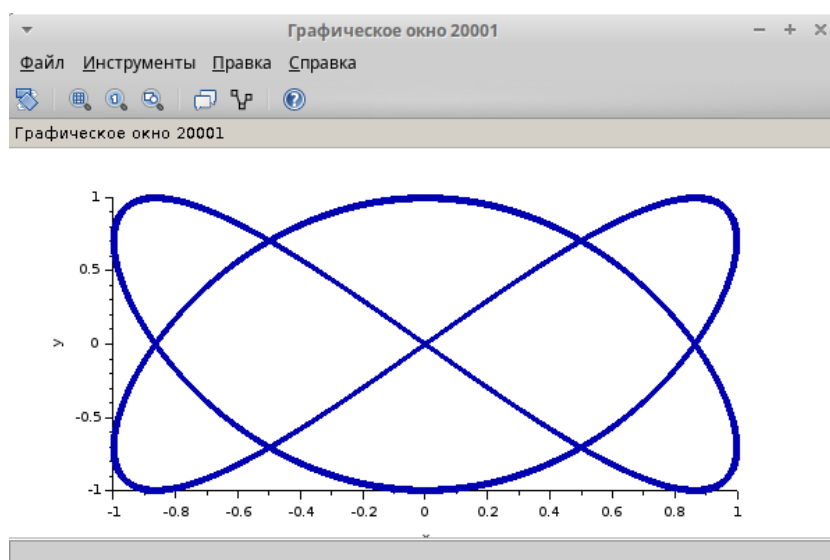 Графическое окно 20001
Файл Инструменты Правка Справка
Графическое окно 20001
1
0.5
0
-0.5
-1
y
-1 -0.8 -0.6 -0.4 -0.2 0 0.2 0.4 0.6 0.8 1